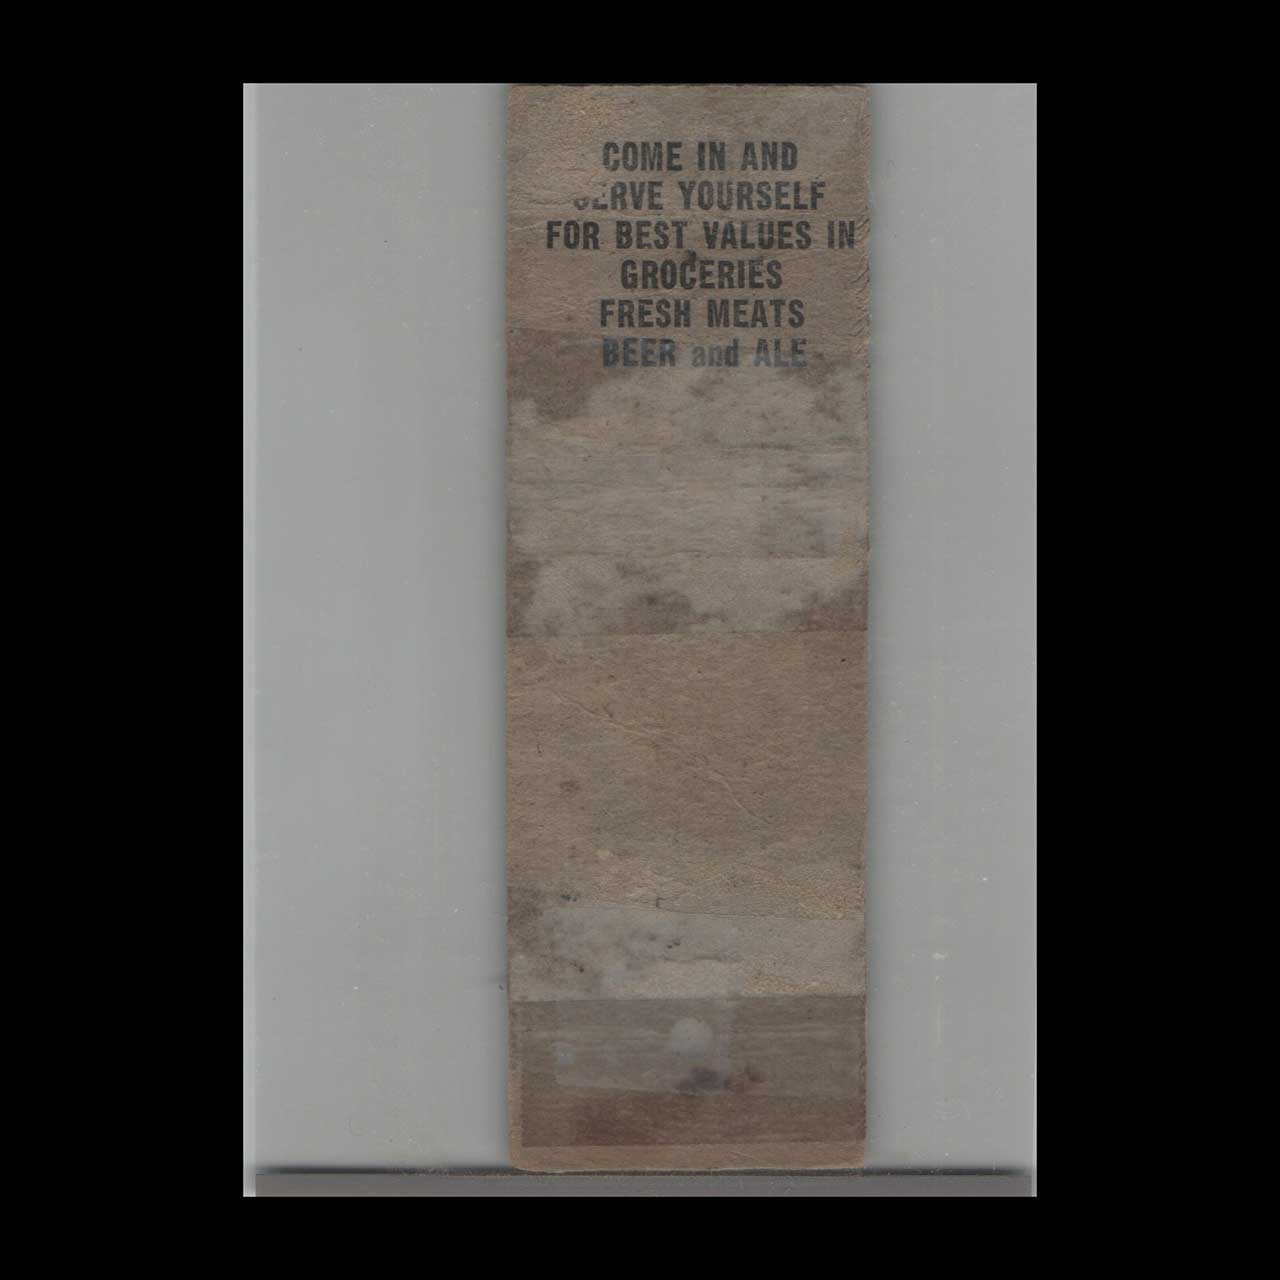 COME IN AND
SERVE YOURSELF
FOR BEST VALUES IN
GROCERIES
FRESH MEATS
BEER and ALE